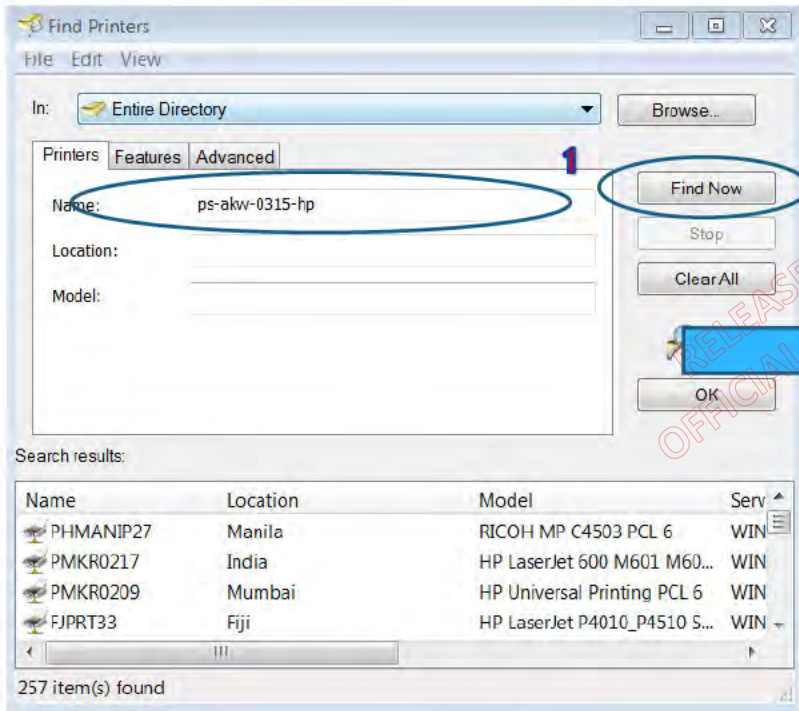 Find Printers
File Edit View
In: Entire Directory Browse...
Printers Features Advanced 1
Name: ps-akw-0315-hp Find Now
Location: Stop
Model: Clear All
RELEASE
OFFICIAL
OK
Search results:
Name Location Model Serv
PHMANIP27 Manila RICOH MP C4503 PCL 6 WIN
PMKR0217 India HP LaserJet 600 M601 M60... WIN
PMKR0209 Mumbai HP Universal Printing PCL 6 WIN
FJPRT33 Fiji HP LaserJet P4010_P4510 S... WIN
257 item(s) found